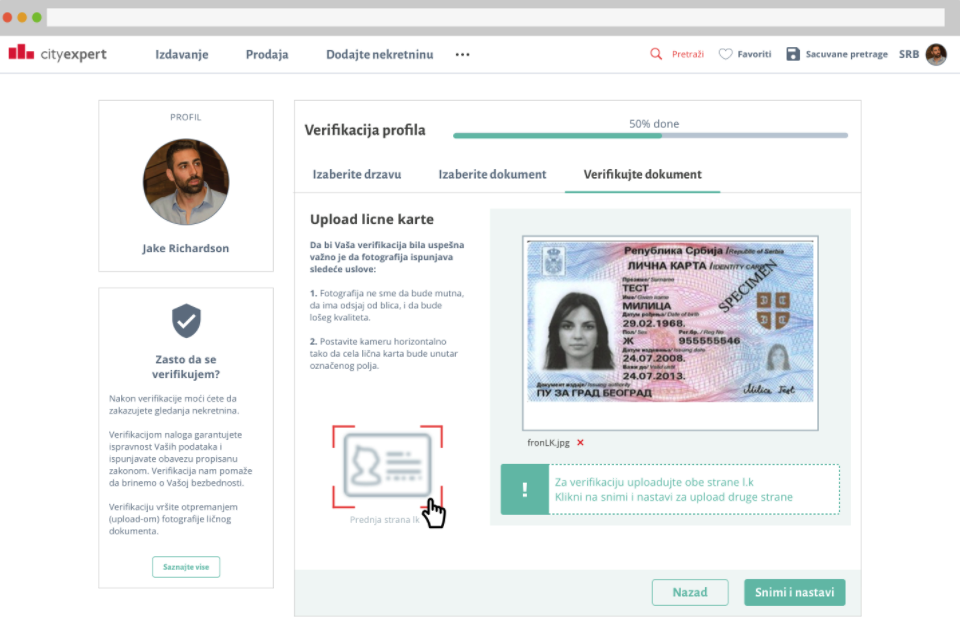 cityexpert
Izdavanje
Prodaja
Dodajte nekretninu
Pretraži
Favoriti
Sacuvane pretrage
SRB
PROFIL
Jake Richardson
Zasto da se
verifikujem?
Nakon verifikacije moći ćete da
zakazujete gledanja nekretnina.
Verifikacijom naloga garantujete
ispravnost Vaših podataka i
ispunjavate obavezu propisanu
zakonom. Verifikacija nam pomaže
da brinemo o Vašoj bezbednosti.
Verifikaciju vršite otpremanjem
(upload-om) fotografije ličnog
dokumenta.
Saznajte vise
Verifikacija profila
50% done
Izaberite drzavu
Izaberite dokument
Verifikujte dokument
Upload licne karte
Da bi Vaša verifikacija bila uspešna
važno je da fotografija ispunjava
sledeće uslove:
1. Fotografija ne sme da bude mutna,
da ima odsjaj od blica, i da bude
lošeg kvaliteta.
2. Postavite kameru horizontalno
tako da cela lična karta bude unutar
označenog polja.
Prednja strana lk
Република Србија /Republic of Serbia
ЛИЧНА КАРТА /IDENTITY CARD
SPECIMEN
Презиме/ Surname
ТЕСТ
Име/ Given name
МИЛИЦА
Датум рођења/ Date of birth
29.02.1968.
Пол/ Sex
Рег.бр. / Reg.No
Ж
955555546
Датум издавања/ Issuing date
24.07.2008.
Важи до/ Valid until
24.07.2013.
Документ издаје/ Issuing authority
ПУ ЗА ГРАД БЕОГРАД
Milica Test
fronLK.jpg
Za verifikaciju uploadujte obe strane l.k
Klikni na snimi i nastavi za upload druge strane
Nazad
Snimi i nastavi